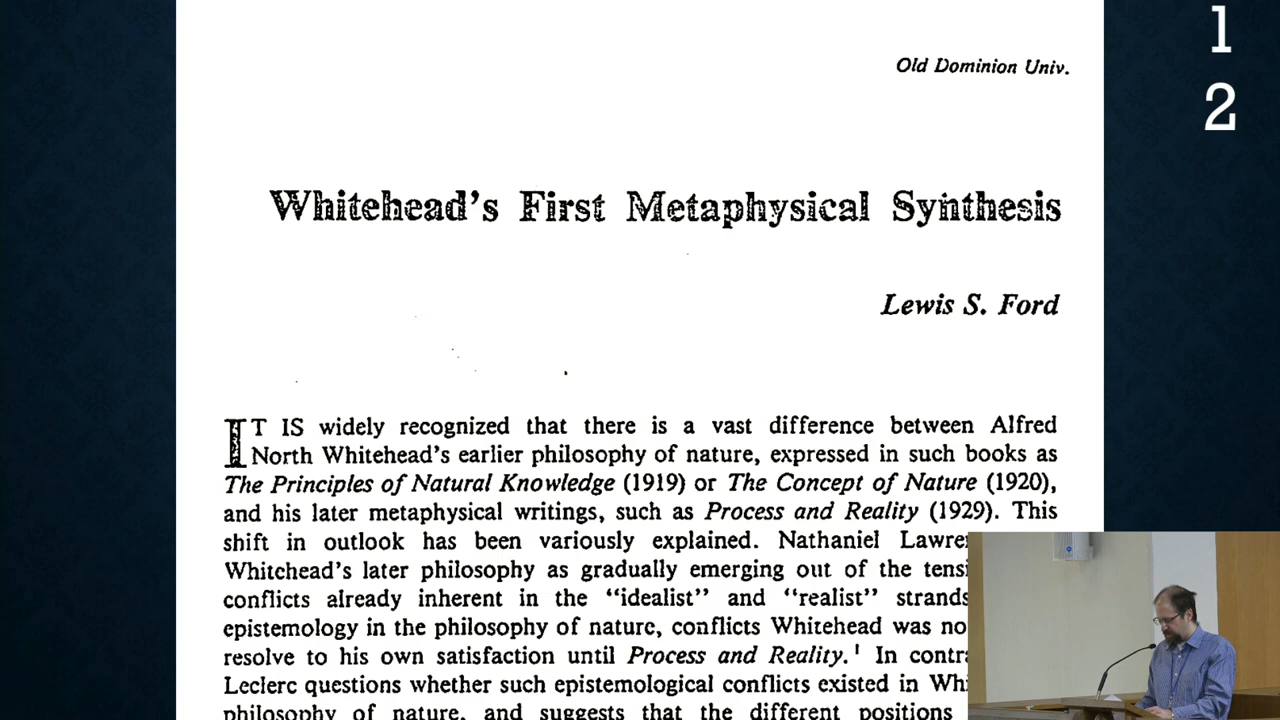 1
2
Old Dominion Univ.
Whitehead's First Metaphysical Synthesis
Lewis S. Ford
IT IS widely recognized that there is a vast difference between Alfred
North Whitehead's earlier philosophy of nature, expressed in such books as
The Principles of Natural Knowledge (1919) or The Concept of Nature (1920),
and his later metaphysical writings, such as Process and Reality (1929). This
shift in outlook has been variously explained. Nathaniel
Whitehead's later philosophy as gradually emerging out of the
conflicts already inherent in the "idealist" and "realist" strands
epistemology in the philosophy of nature, conflicts Whitehead was
resolve to his own satisfaction until Process and Reality.¹ In
Leclerc questions whether such epistemological conflicts existed in
philosophy of nature, and suggests that the different positions